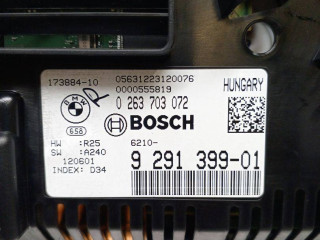 173884-10 05631223120076
0000555819 HUNGARY
0 263 703 072
BMW
658
BOSCH
HW :R25 6210-
SW :A240
9 291 399-01
120601
INDEX: D34